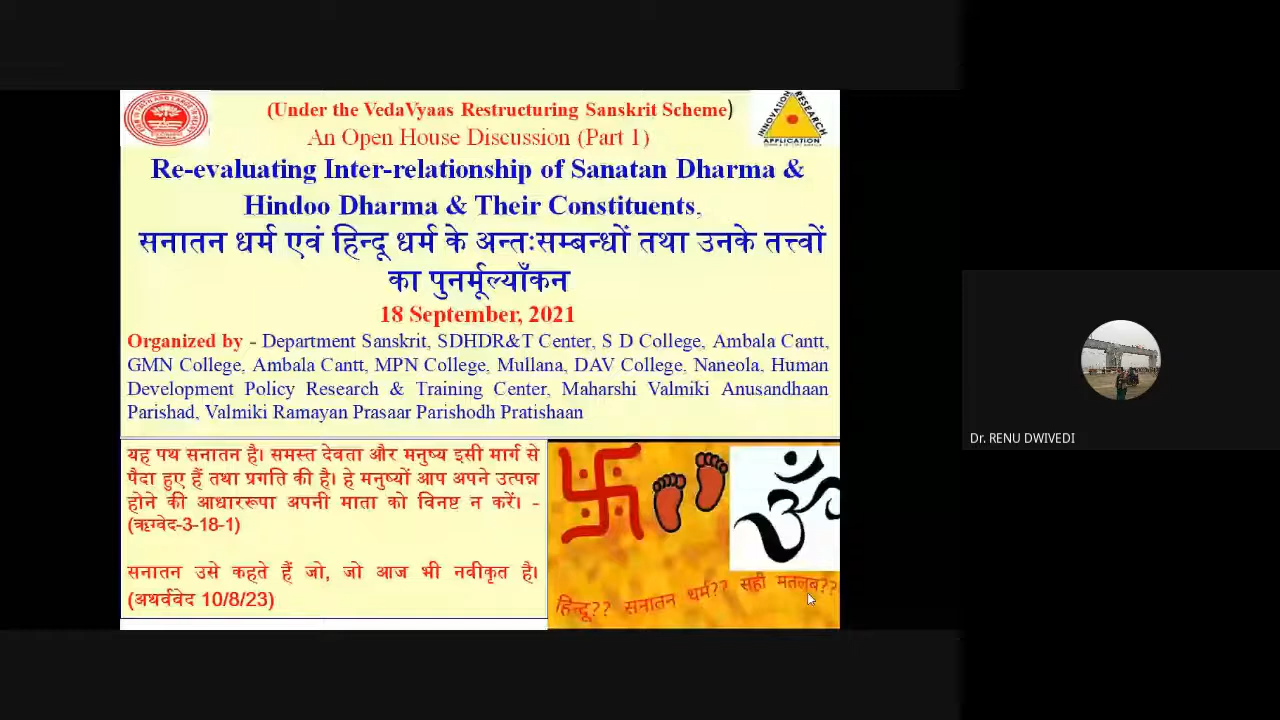 (Under the VedaVyaas Restructuring Sanskrit Scheme)
An Open House Discussion (Part 1)
Re-evaluating Inter-relationship of Sanatan Dharma &
Hindoo Dharma & Their Constituents,
सनातन धर्म एवं हिन्दू धर्म के अन्तःसम्बन्धों तथा उनके तत्त्वों
का पुनर्मूल्याँकन
18 September, 2021
Organized by - Department Sanskrit, SDHDR&T Center, S D College, Ambala Cantt,
GMN College, Ambala Cantt, MPN College, Mullana, DAV College, Naneola, Human
Development Policy Research & Training Center, Maharshi Valmiki Anusandhaan
Parishad, Valmiki Ramayan Prasaar Parishodh Pratishaan
INNOVATION
RESEARCH
APPLICATION
यह पथ सनातन है। समस्त देवता और मनुष्य इसी मार्ग से
पैदा हुए हैं तथा प्रगति की है। हे मनुष्यों आप अपने उत्पन्न
होने की आधाररूपा अपनी माता को विनष्ट न करें। -
(ऋग्वेद-3-18-1)
सनातन उसे कहते हैं जो, जो आज भी नवीकृत है।
(अथर्ववेद 10/8/23)
ॐ
हिन्दू?? सनातन धर्म?? सही मतलब??
Dr. RENU DWIVEDI